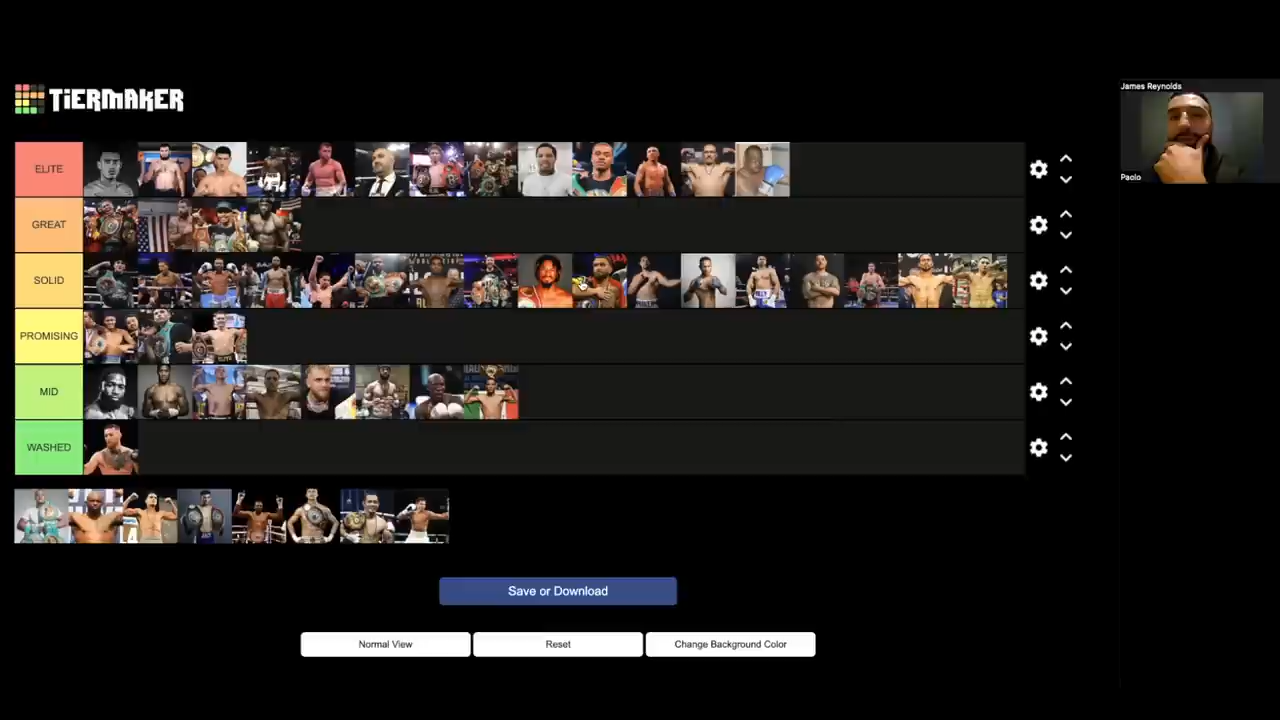 TiERMAKER
James Reynolds
ELITE
GREAT
SOLID
PROMISING
MID
WASHED
Paolo
Save or Download
Normal View
Reset
Change Background Color